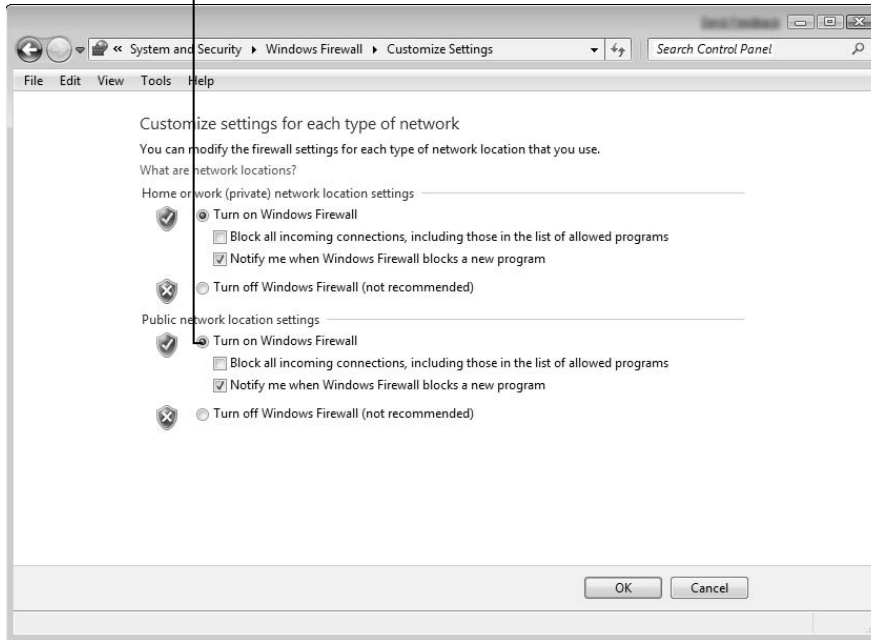 « System and Security ▸ Windows Firewall ▸ Customize Settings
Search Control Panel
File Edit View Tools Help
Customize settings for each type of network
You can modify the firewall settings for each type of network location that you use.
What are network locations?
Home or work (private) network location settings
Turn on Windows Firewall
Block all incoming connections, including those in the list of allowed programs
Notify me when Windows Firewall blocks a new program
Turn off Windows Firewall (not recommended)
Public network location settings
Turn on Windows Firewall
Block all incoming connections, including those in the list of allowed programs
Notify me when Windows Firewall blocks a new program
Turn off Windows Firewall (not recommended)
OK Cancel